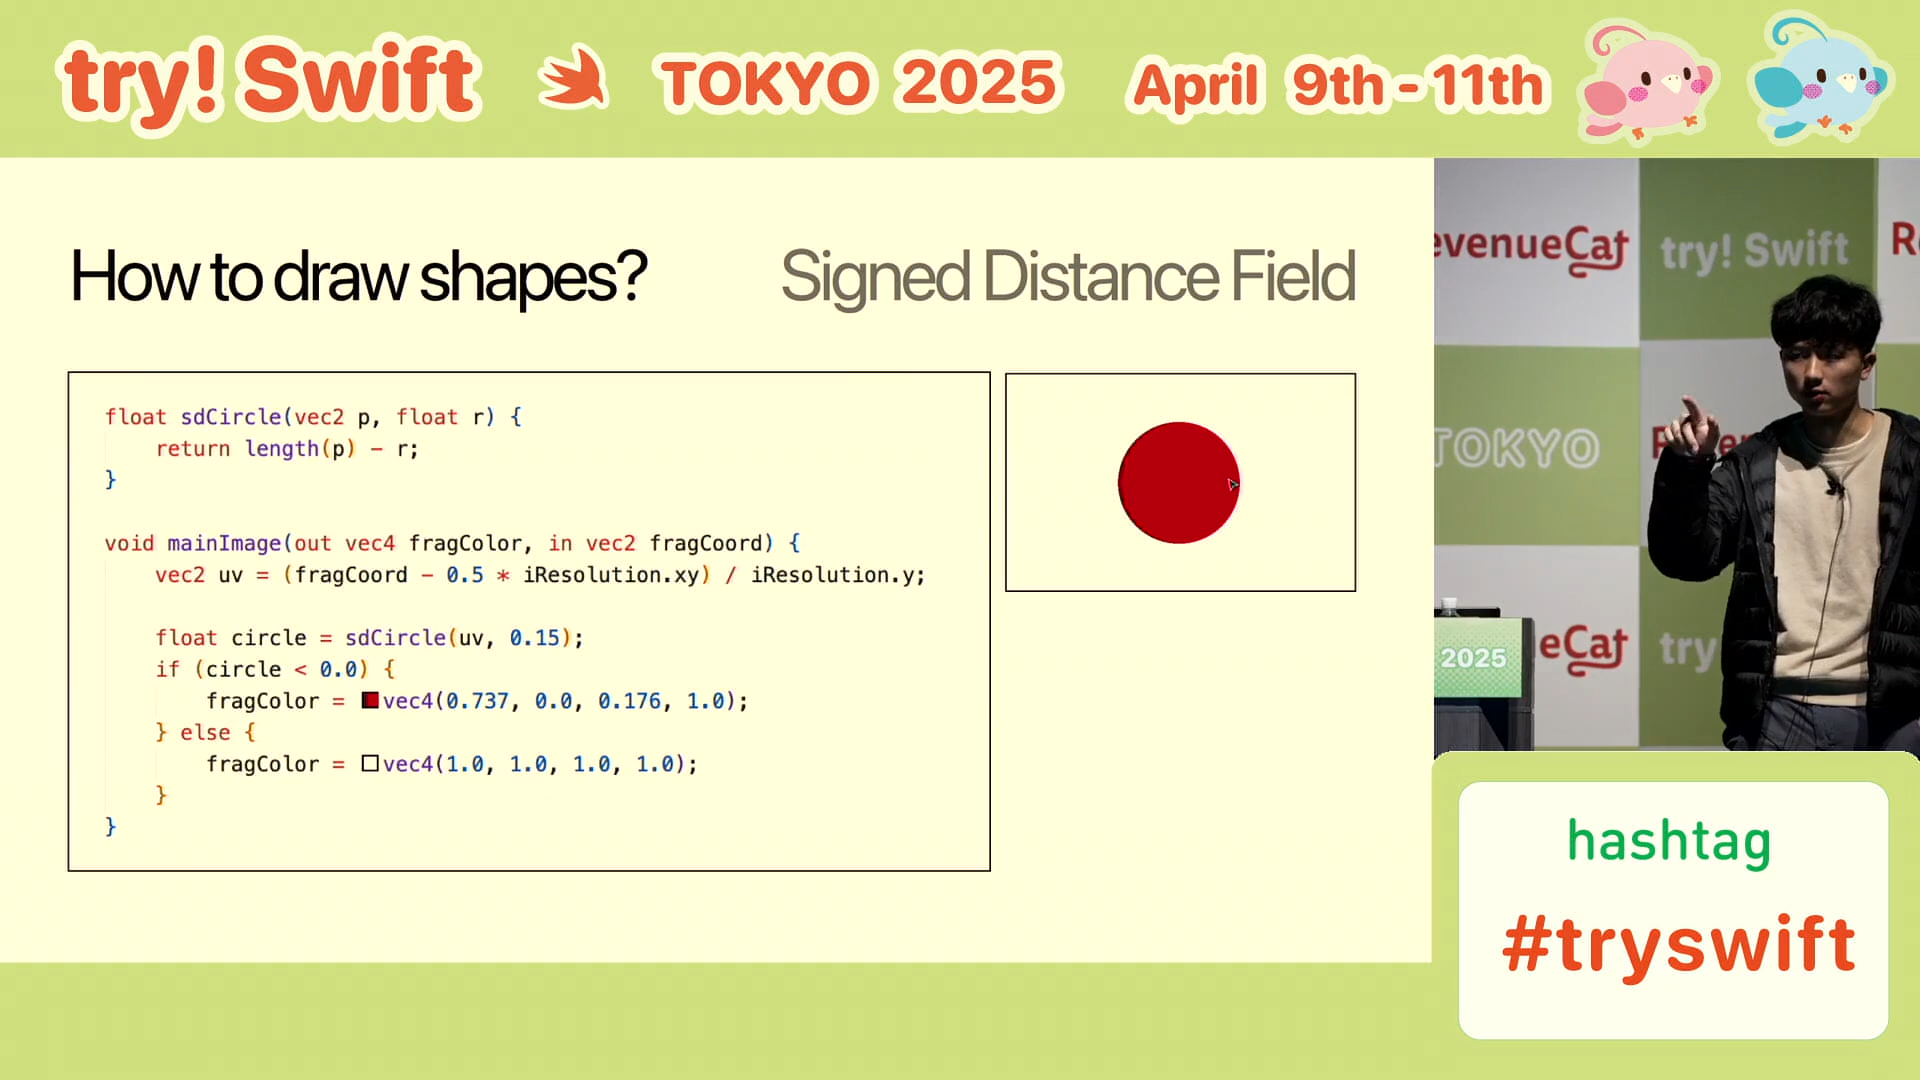 try! Swift TOKYO 2025 April 9th - 11th
How to draw shapes?
Signed Distance Field
float sdCircle(vec2 p, float r) {
    return length(p) - r;
}
void mainImage(out vec4 fragColor, in vec2 fragCoord) {
    vec2 uv = (fragCoord - 0.5 * iResolution.xy) / iResolution.y;
    float circle = sdCircle(uv, 0.15);
    if (circle < 0.0) {
        fragColor = vec4(0.737, 0.0, 0.176, 1.0);
    } else {
        fragColor = vec4(1.0, 1.0, 1.0, 1.0);
    }
}
evenueCat
try! Swift
R
TOKYO
Re
er
2025
eCat
try
hashtag
#tryswift